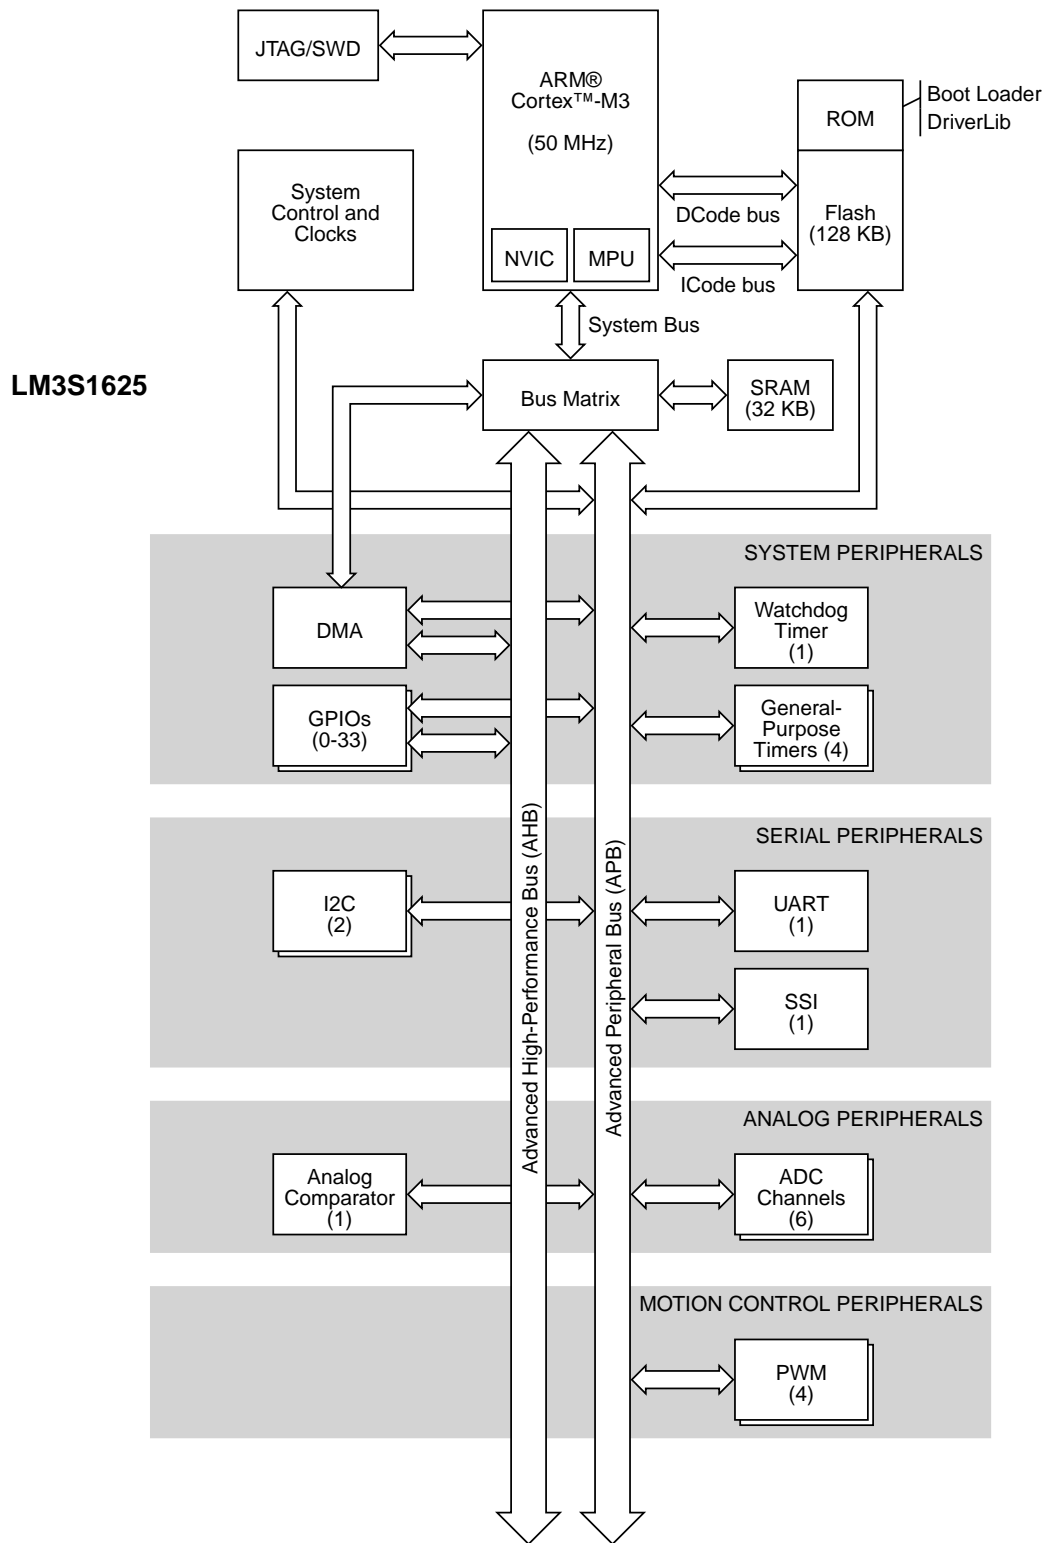 JTAG/SWD
ARM®
Cortex™-M3
(50 MHz)
NVIC
MPU
ROM
Boot Loader
DriverLib
Flash
(128 KB)
DCode bus
ICode bus
System
Control and
Clocks
System Bus
LM3S1625
Bus Matrix
SRAM
(32 KB)
SYSTEM PERIPHERALS
DMA
Watchdog
Timer
(1)
GPIOs
(0-33)
General-
Purpose
Timers (4)
Advanced High-Performance Bus (AHB)
Advanced Peripheral Bus (APB)
SERIAL PERIPHERALS
I2C
(2)
UART
(1)
SSI
(1)
ANALOG PERIPHERALS
Analog
Comparator
(1)
ADC
Channels
(6)
MOTION CONTROL PERIPHERALS
PWM
(4)